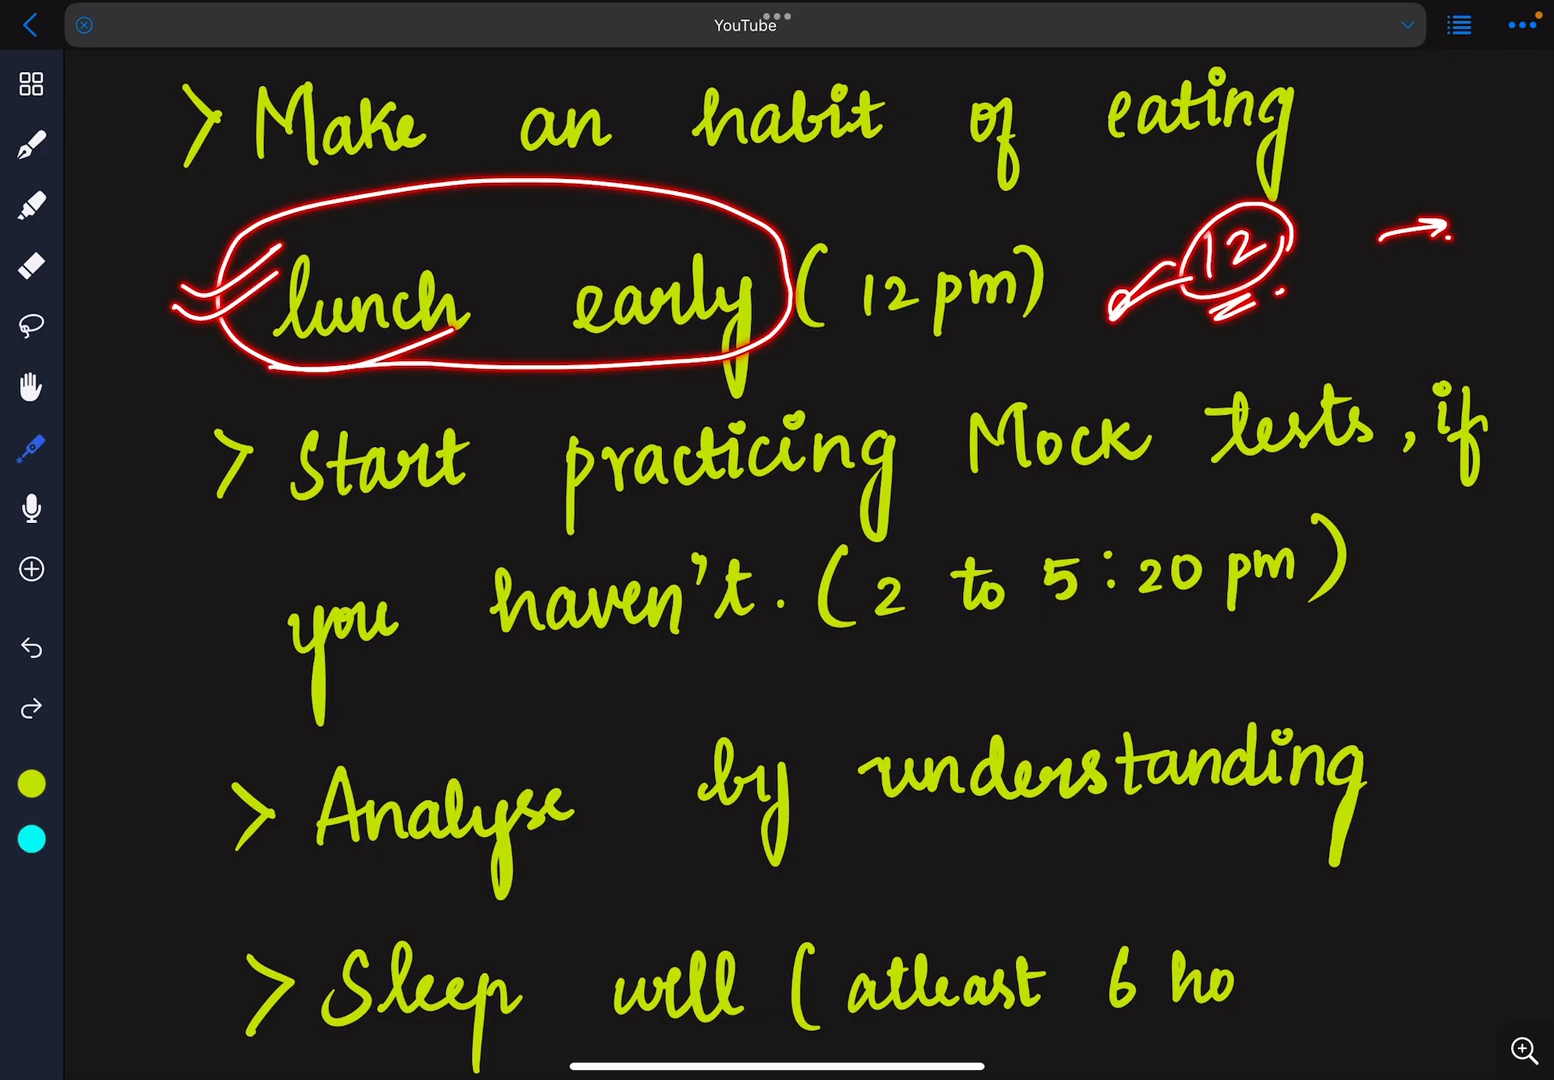 YouTube
> Make an habit of eating
lunch early ( 12 pm) 12 →
> Start practicing Mock tests, if
you haven't. ( 2 to 5:20 pm )
> Analyse by understanding
> Sleep well ( atleast 6 ho